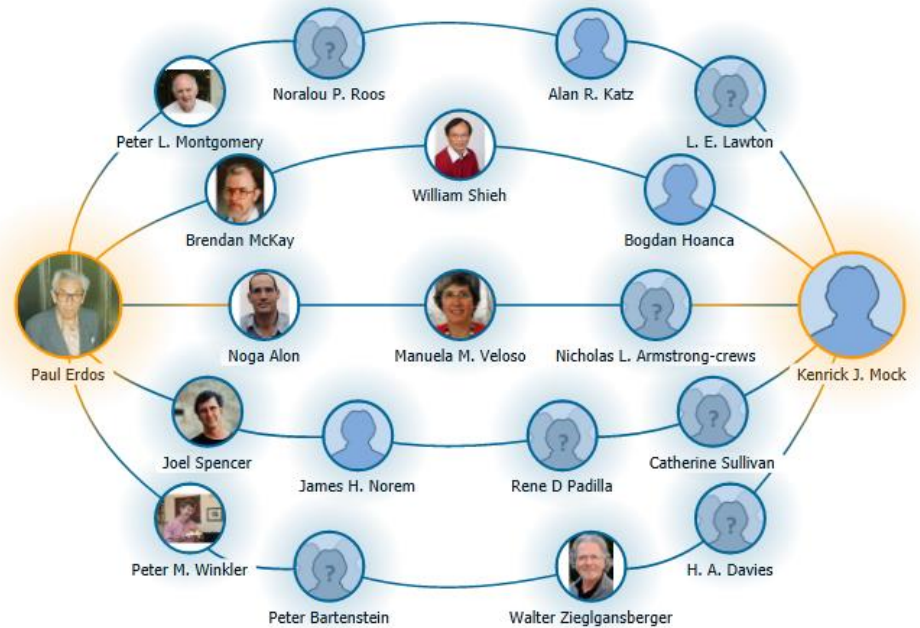 Noralou P. Roos
Alan R. Katz
Peter L. Montgomery
L. E. Lawton
William Shieh
Brendan McKay
Bogdan Hoanca
Noga Alon
Manuela M. Veloso
Nicholas L. Armstrong-crews
Paul Erdos
Kenrick J. Mock
Joel Spencer
James H. Norem
Rene D Padilla
Catherine Sullivan
Peter M. Winkler
H. A. Davies
Peter Bartenstein
Walter Zieglgansberger